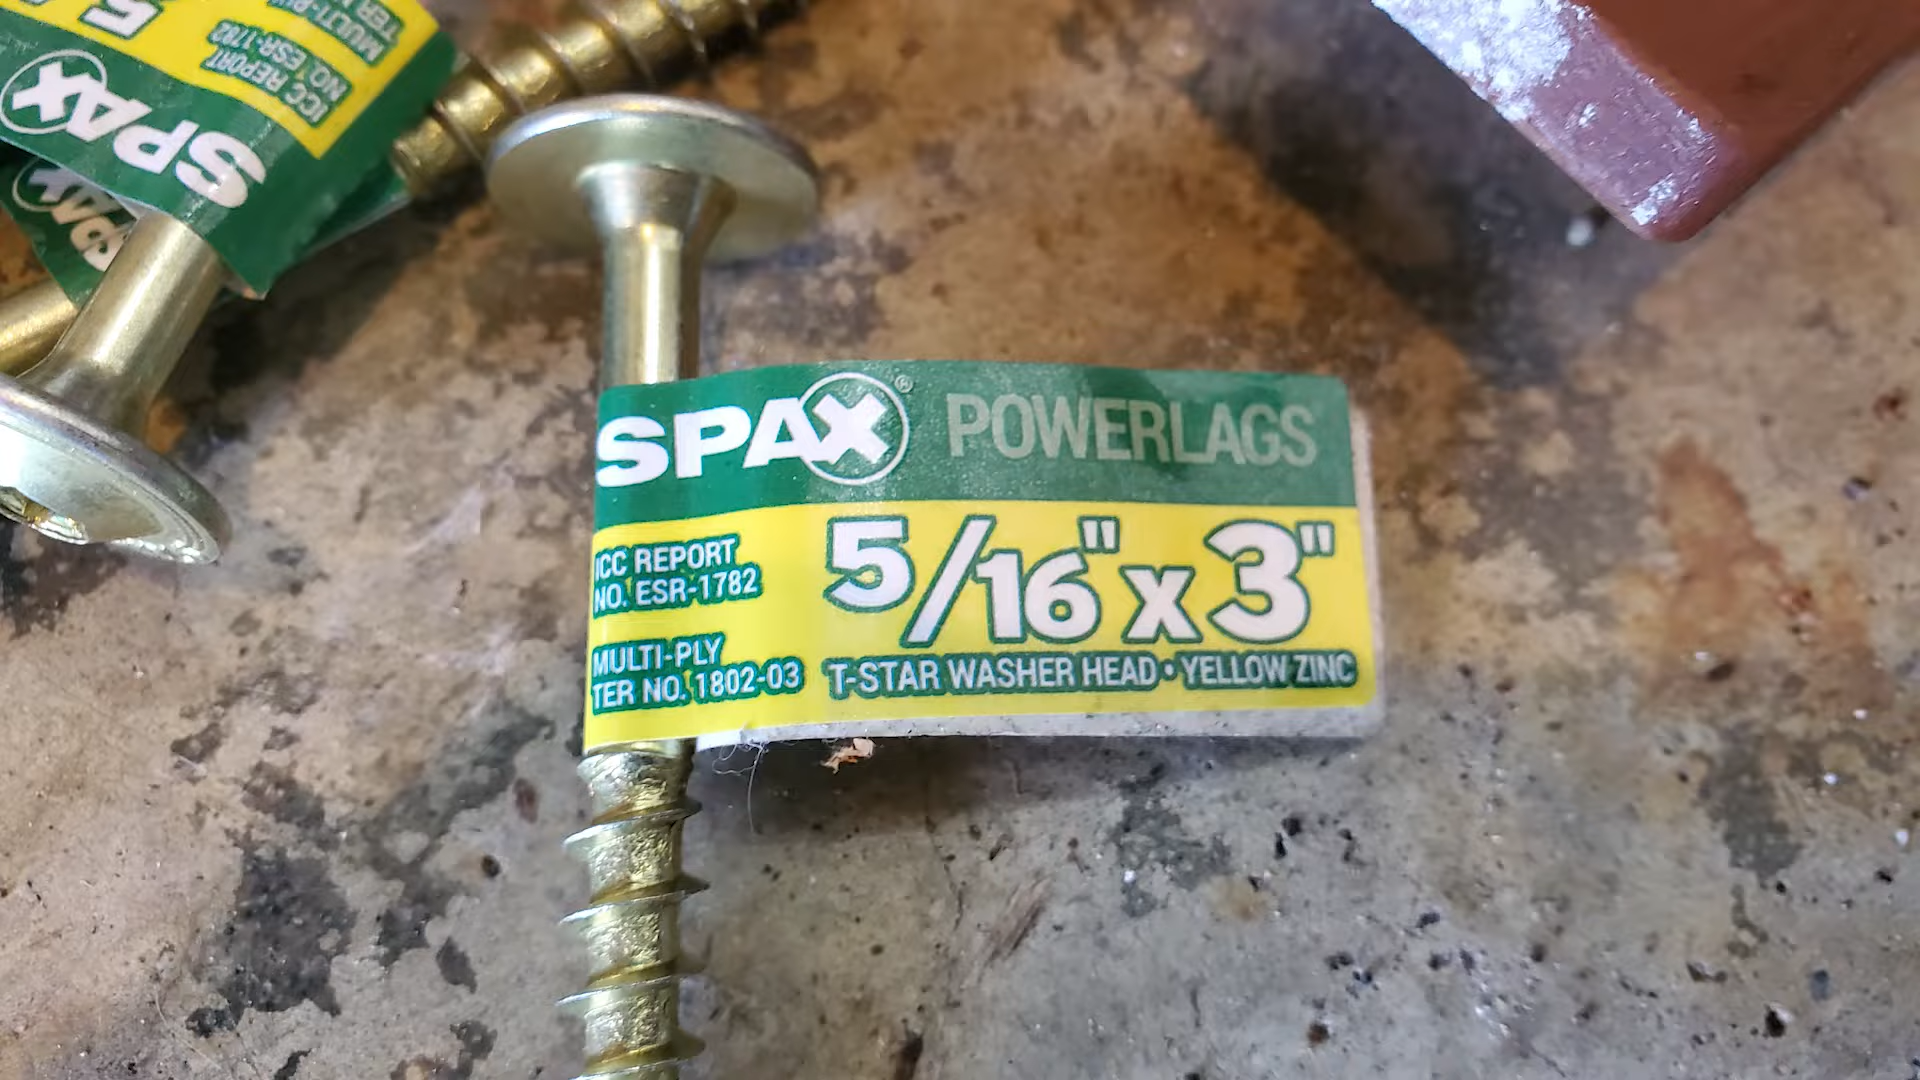 SPAX® POWERLAGS
5/16" x 3"
ICC REPORT
NO. ESR-1782
MULTI-PLY
TER NO. 1802-03
T-STAR WASHER HEAD • YELLOW ZINC
SPAX
ICC REPORT
NO. ESR-1782
MULTI-PLY
SPAX